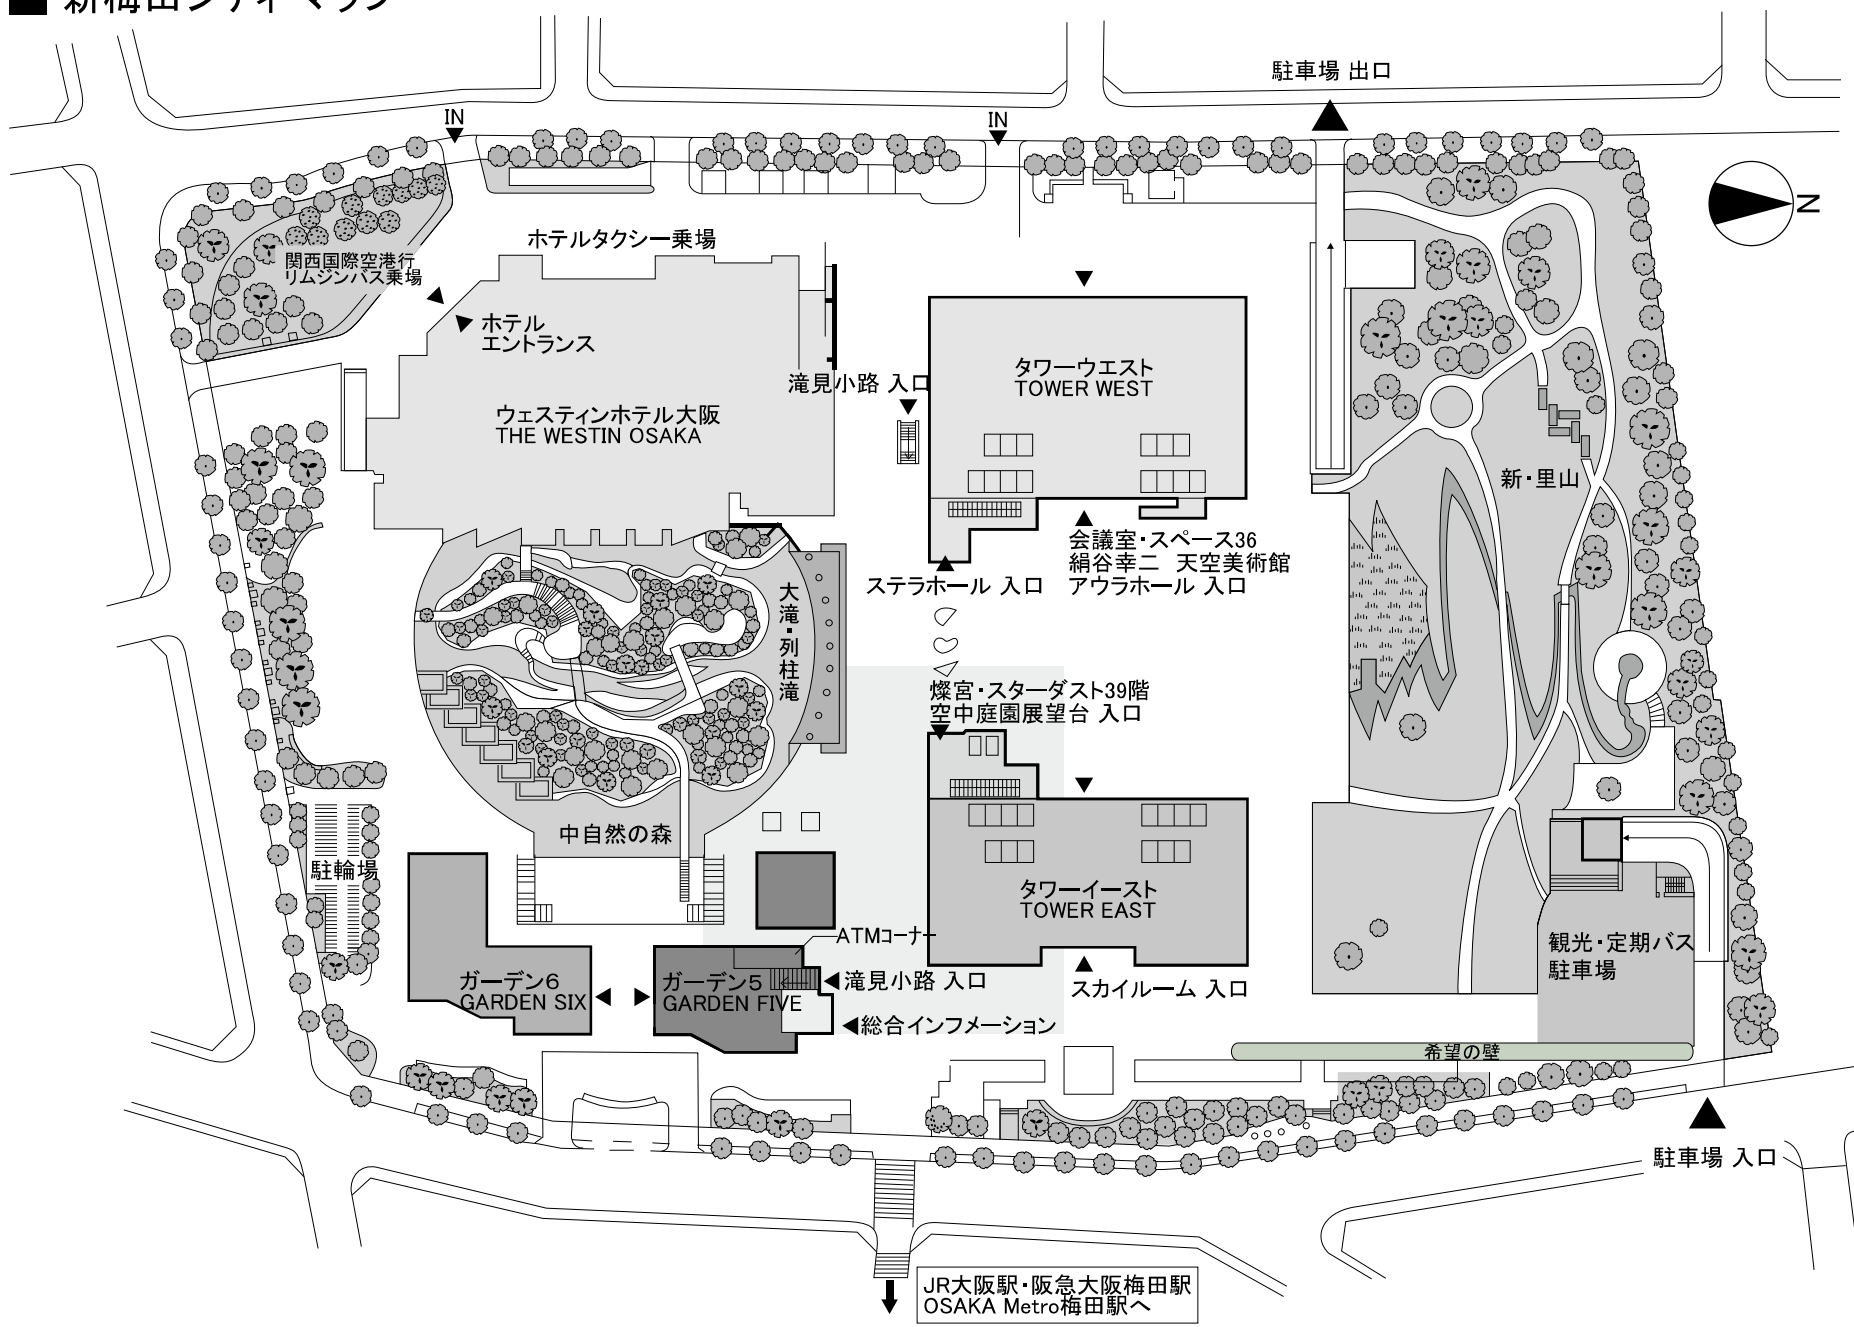 ■ 新梅田シティ マップ
駐車場 出口
IN
IN
N
ホテルタクシー乗場
関西国際空港行
リムジンバス乗場
ホテル
エントランス
タワーウエスト
TOWER WEST
滝見小路 入口
ウェスティンホテル大阪
THE WESTIN OSAKA
新・里山
会議室・スペース36
絹谷幸二 天空美術館
アウラホール 入口
ステラホール 入口
大滝・列柱滝
燦宮・スターダスト39階
空中庭園展望台 入口
中自然の森
駐輪場
タワーイースト
TOWER EAST
ATMコーナー
観光・定期バス
駐車場
ガーデン6
GARDEN SIX
ガーデン5
GARDEN FIVE
滝見小路 入口
スカイルーム 入口
総合インフメーション
希望の壁
駐車場 入口
JR大阪駅・阪急大阪梅田駅
OSAKA Metro梅田駅へ